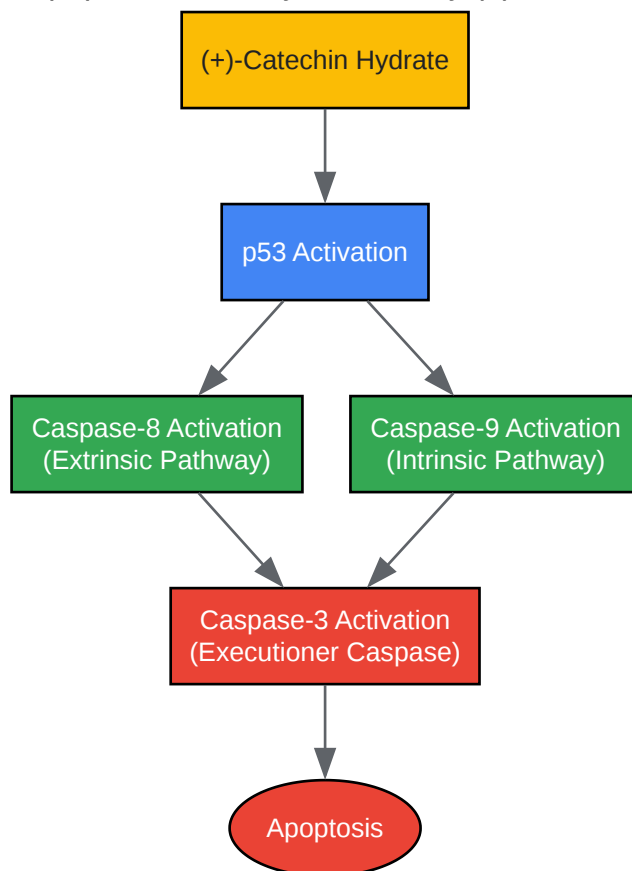 (+)-Catechin Hydrate
p53 Activation
Caspase-8 Activation
(Extrinsic Pathway)
Caspase-9 Activation
(Intrinsic Pathway)
Caspase-3 Activation
(Executioner Caspase)
Apoptosis